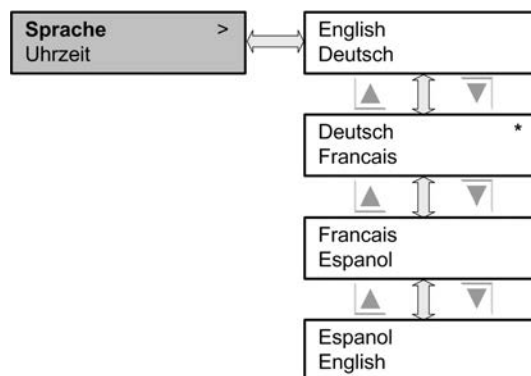 Sprache >
Uhrzeit
English
Deutsch
Deutsch *
Francais
Francais
Espanol
Espanol
English